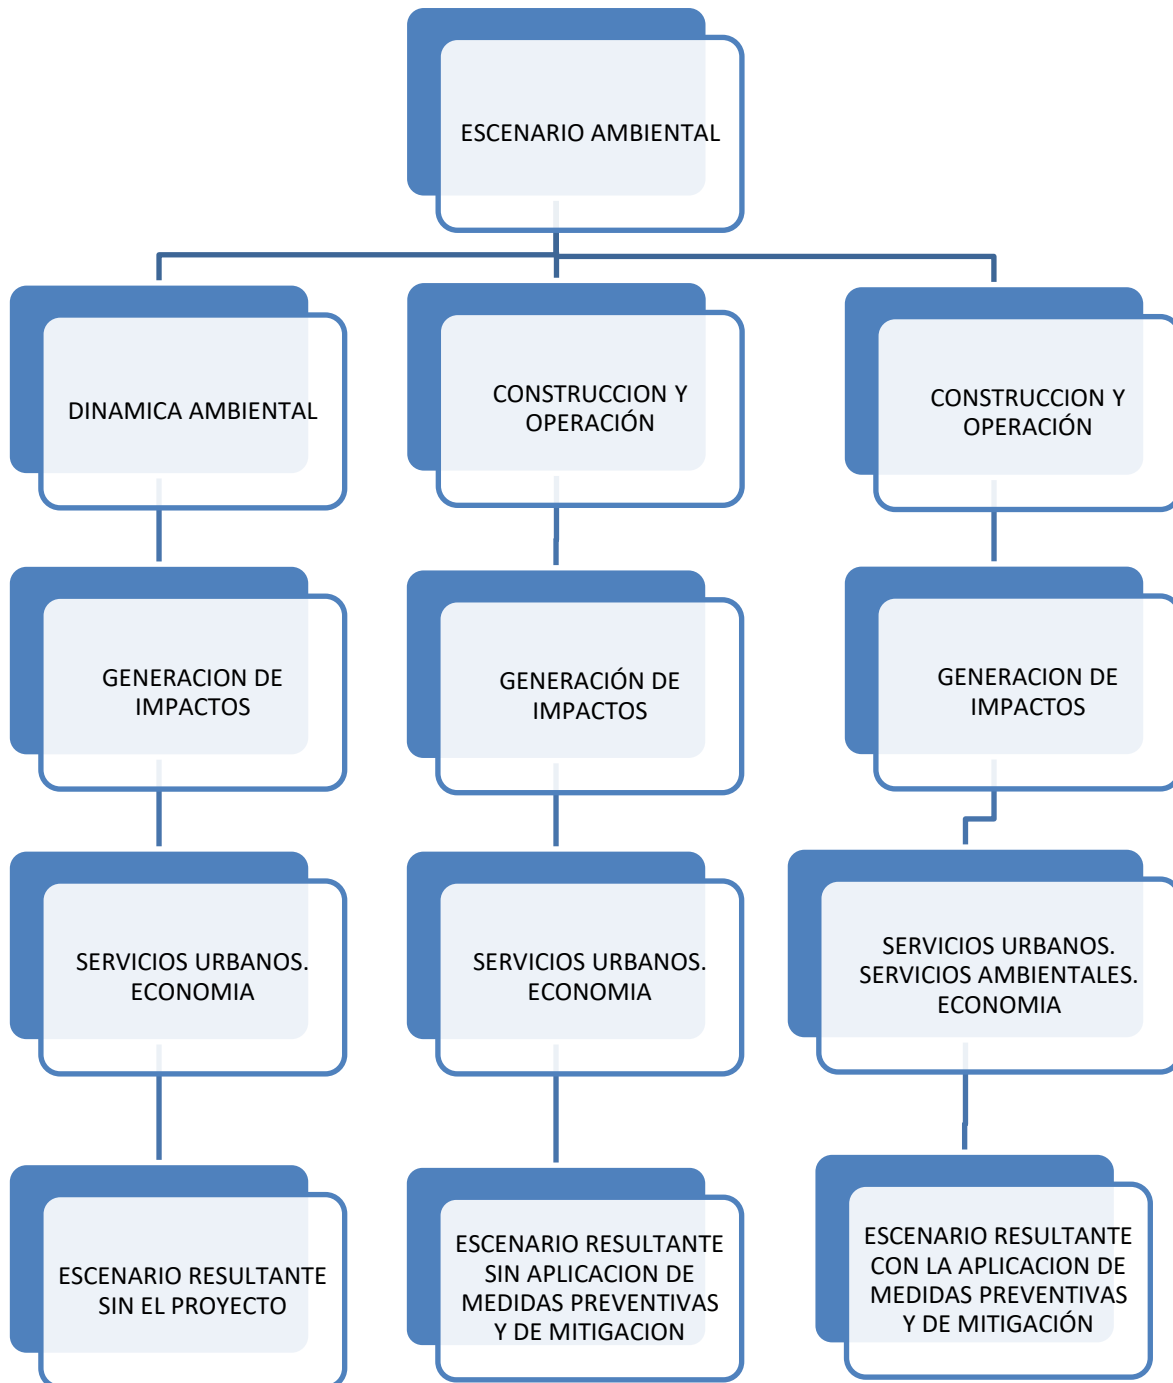 ESCENARIO AMBIENTAL
DINAMICA AMBIENTAL
CONSTRUCCION Y
OPERACIÓN
CONSTRUCCION Y
OPERACIÓN
GENERACION DE
IMPACTOS
GENERACIÓN DE
IMPACTOS
GENERACION DE
IMPACTOS
SERVICIOS URBANOS.
ECONOMIA
SERVICIOS URBANOS.
ECONOMIA
SERVICIOS URBANOS.
SERVICIOS AMBIENTALES.
ECONOMIA
ESCENARIO RESULTANTE
SIN EL PROYECTO
ESCENARIO RESULTANTE
SIN APLICACION DE
MEDIDAS PREVENTIVAS
Y DE MITIGACION
ESCENARIO RESULTANTE
CON LA APLICACION DE
MEDIDAS PREVENTIVAS
Y DE MITIGACIÓN